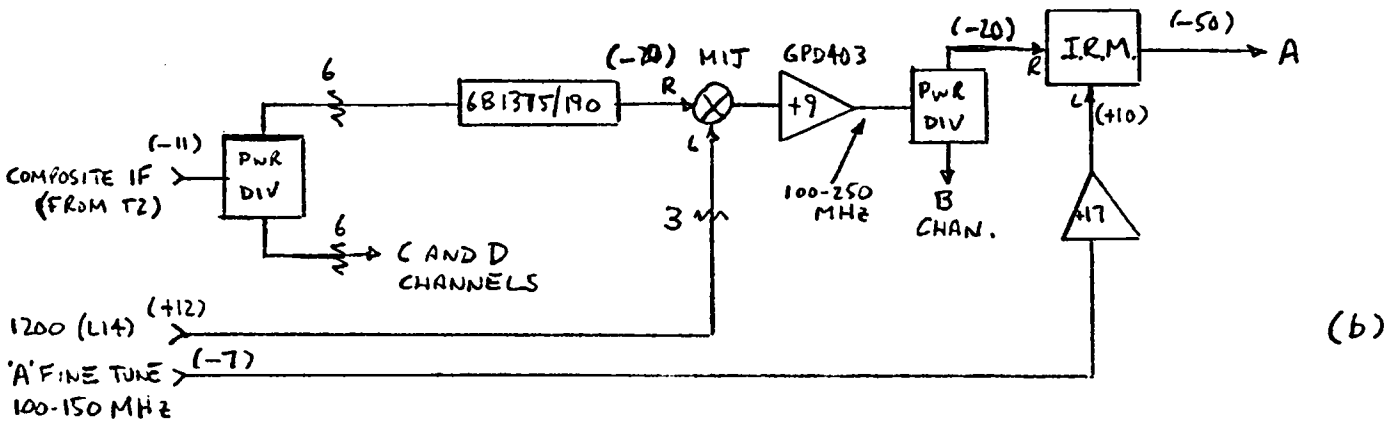 (-20)
(-50)
6
M1J
GPD403
I.R.M.
A
R
6B1375/190
R
+9
PWR
DIV
L
(+10)
(-11)
PWR
DIV
L
COMPOSITE IF
(FROM T2)
100-250
MHz
B
CHAN.
+17
6
3
C AND D
CHANNELS
1200 (L14) (+12)
(b)
'A' FINE TUNE (-7)
100-150 MHz